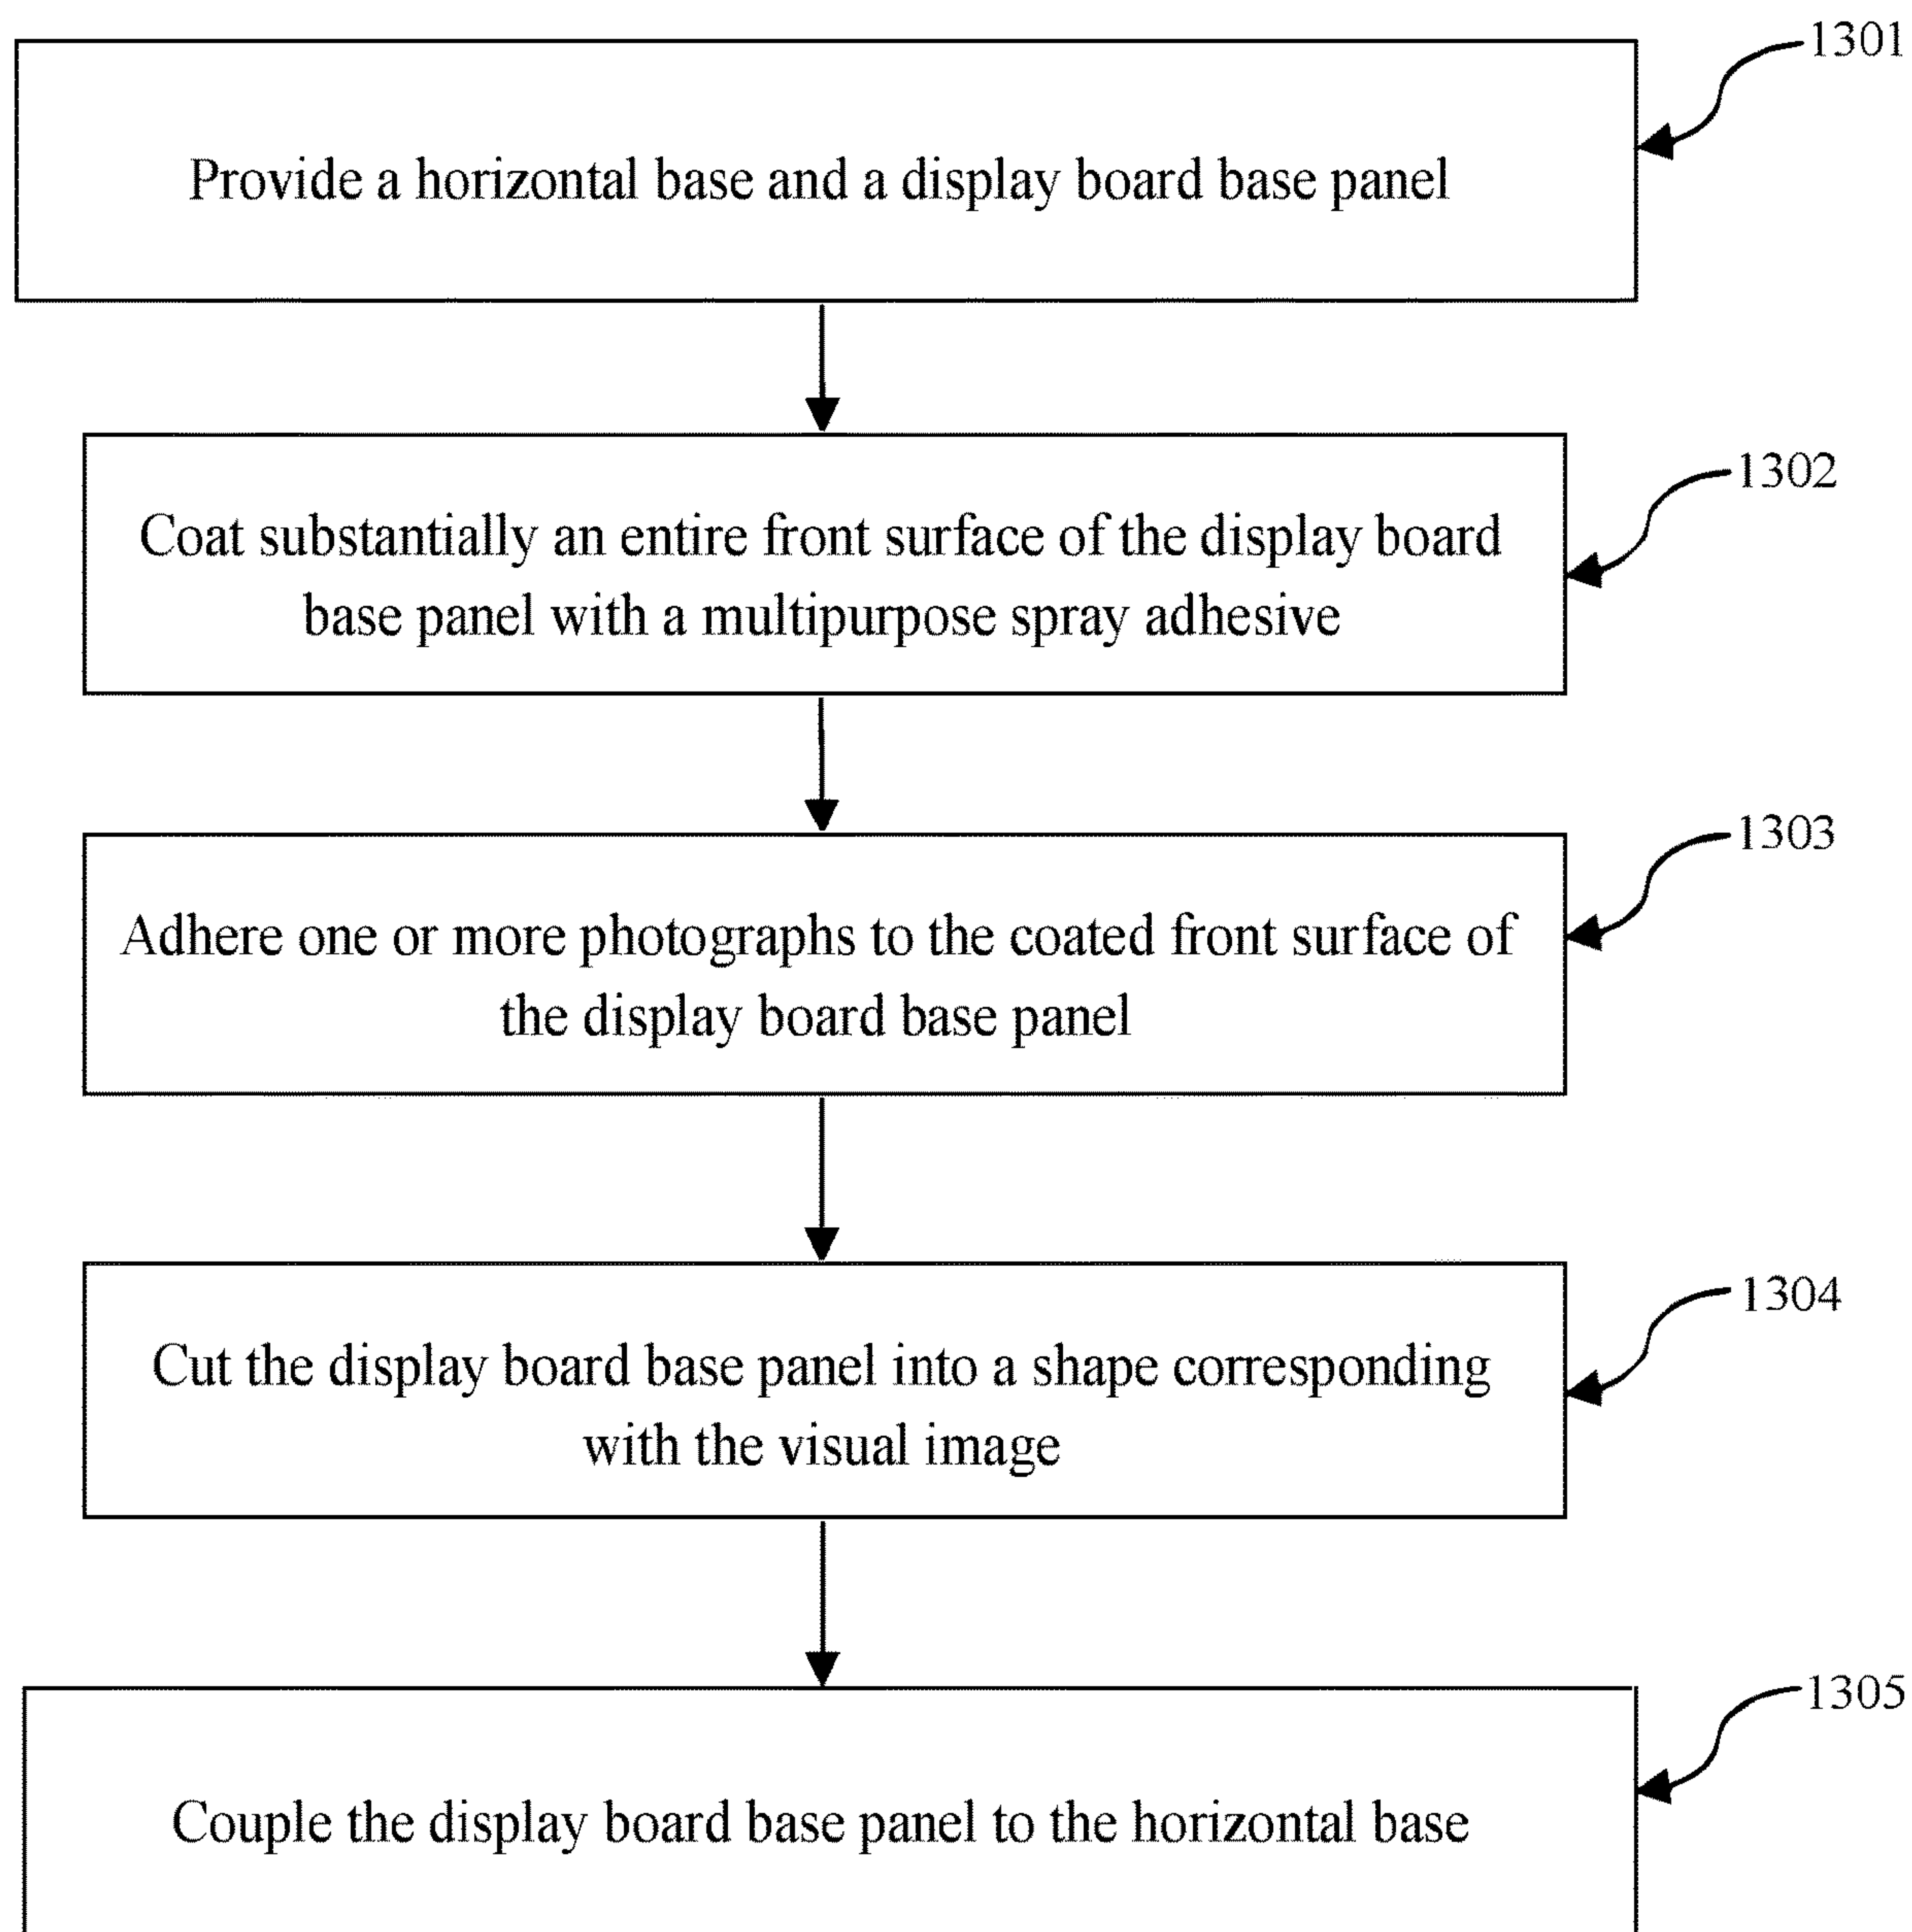 1301
Provide a horizontal base and a display board base panel
1302
Coat substantially an entire front surface of the display board
base panel with a multipurpose spray adhesive
1303
Adhere one or more photographs to the coated front surface of
the display board base panel
1304
Cut the display board base panel into a shape corresponding
with the visual image
1305
Couple the display board base panel to the horizontal base